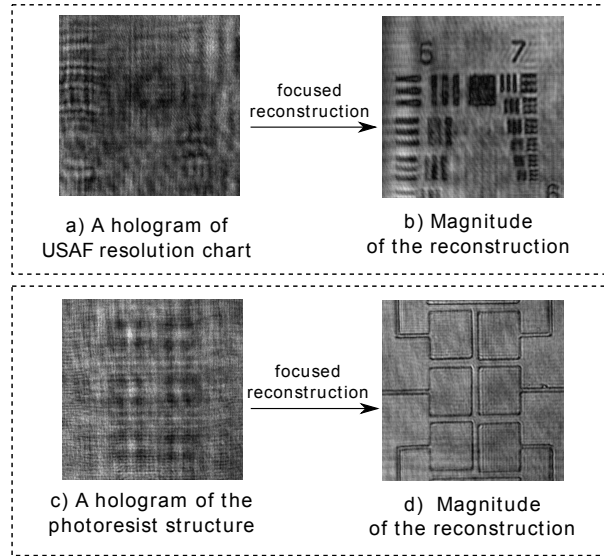 6 7
focused
reconstruction
a) A hologram of
USAF resolution chart
b) Magnitude
of the reconstruction
focused
reconstruction
c) A hologram of the
photoresist structure
d) Magnitude
of the reconstruction